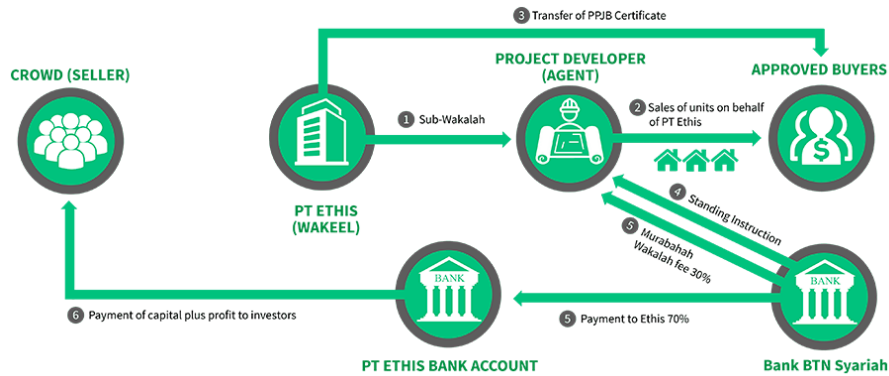 3 Transfer of PPJB Certificate
CROWD (SELLER)
PROJECT DEVELOPER
(AGENT)
APPROVED BUYERS
1 Sub-Wakalah
2 Sales of units on behalf
of PT Ethis
$
PT ETHIS
(WAKEEL)
4 Standing Instruction
5 Murabahah
Wakalah fee 30%
BANK
BANK
6 Payment of capital plus profit to investors
5 Payment to Ethis 70%
PT ETHIS BANK ACCOUNT
Bank BTN Syariah